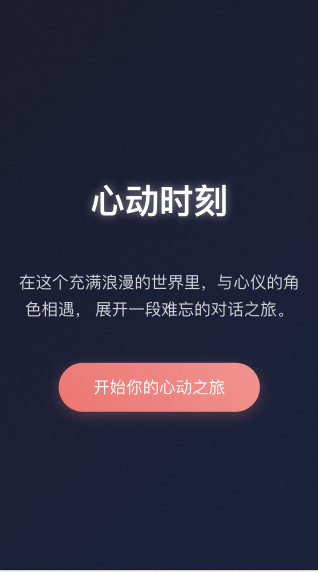 心动时刻
在这个充满浪漫的世界里，与心仪的角
色相遇， 展开一段难忘的对话之旅。
开始你的心动之旅